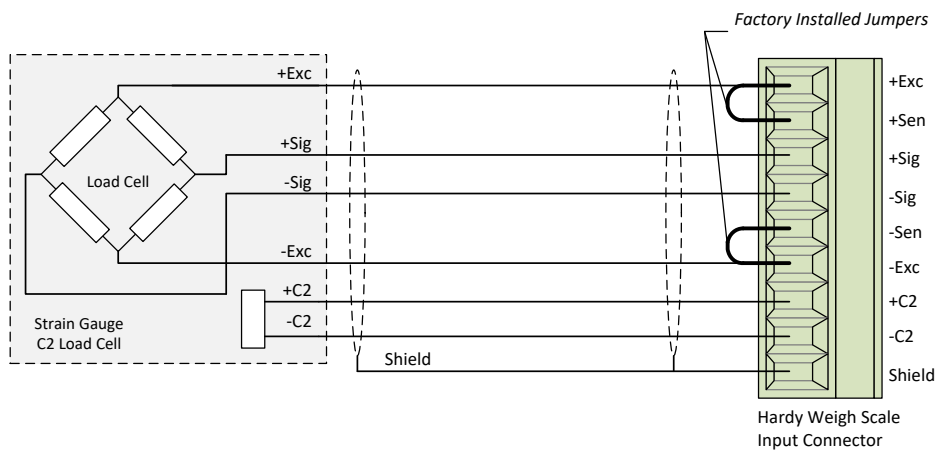 Factory Installed Jumpers
+Exc
+Sig
Load Cell
-Sig
-Exc
+C2
-C2
Strain Gauge
C2 Load Cell
Shield
+Exc
+Sen
+Sig
-Sig
-Sen
-Exc
+C2
-C2
Shield
Hardy Weigh Scale
Input Connector